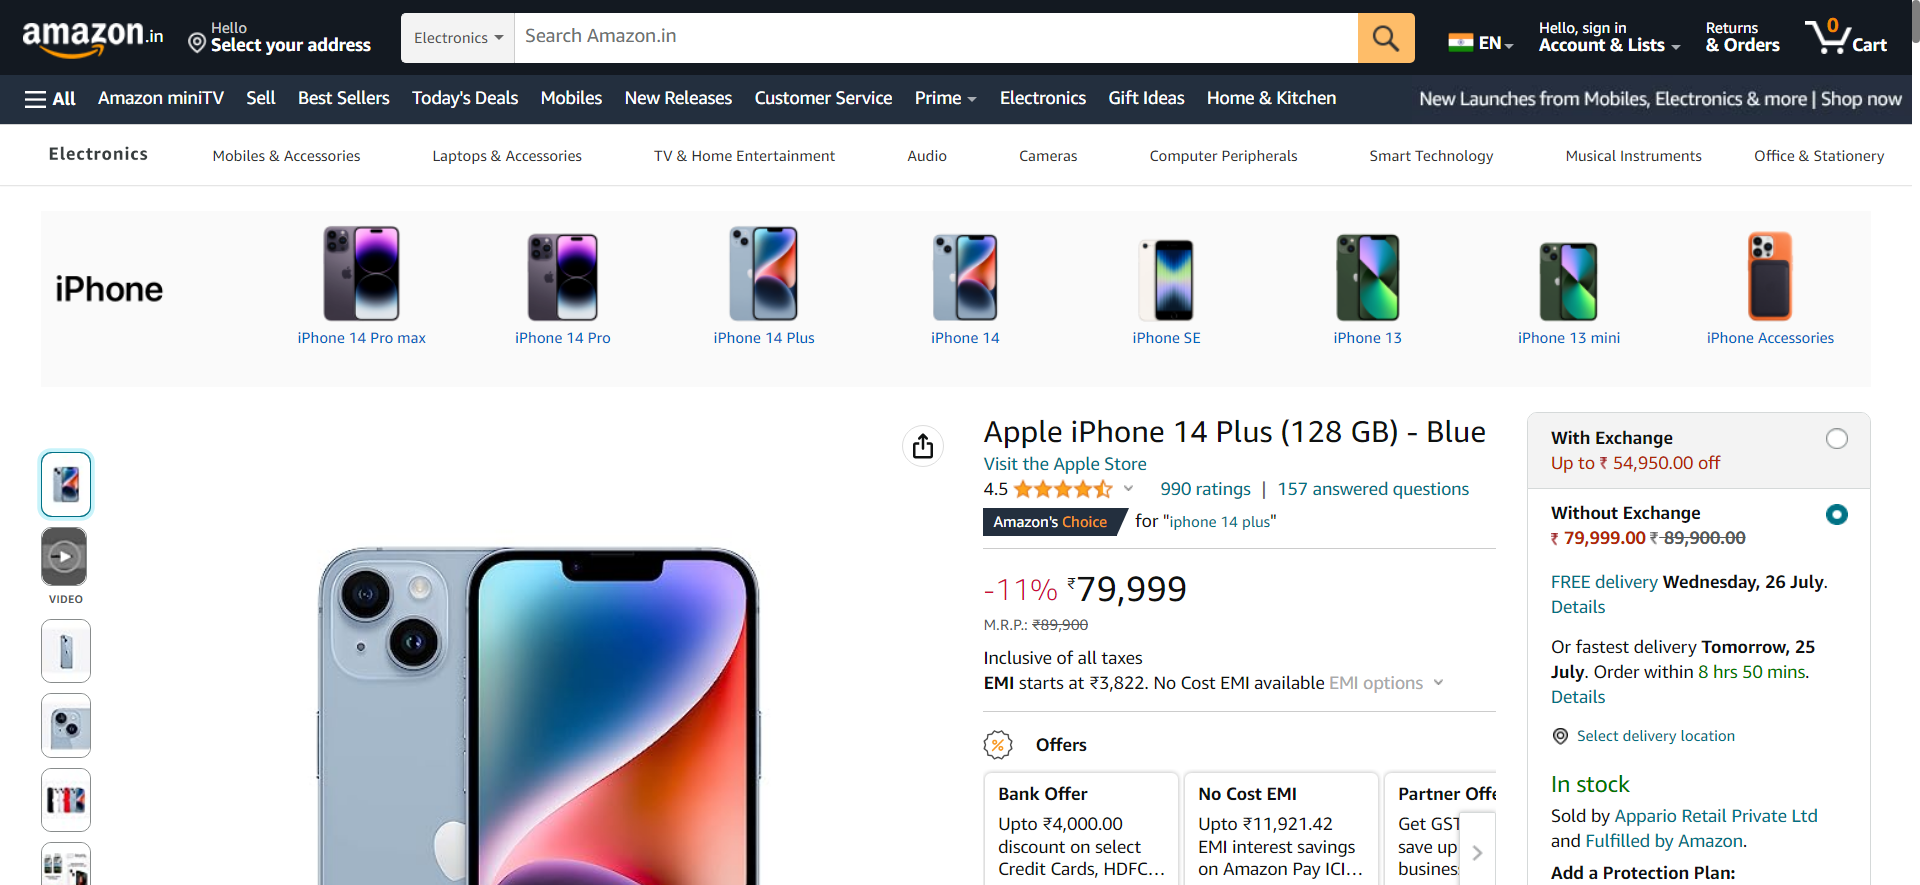 amazon.in
Hello
Select your address
Electronics
Search Amazon.in
EN
Hello, sign in
Account & Lists
Returns
& Orders
0
Cart
All
Amazon miniTV
Sell
Best Sellers
Today's Deals
Mobiles
New Releases
Customer Service
Prime
Electronics
Gift Ideas
Home & Kitchen
New Launches from Mobiles, Electronics & more | Shop now
Electronics
Mobiles & Accessories
Laptops & Accessories
TV & Home Entertainment
Audio
Cameras
Computer Peripherals
Smart Technology
Musical Instruments
Office & Stationery
iPhone
iPhone 14 Pro max
iPhone 14 Pro
iPhone 14 Plus
iPhone 14
iPhone SE
iPhone 13
iPhone 13 mini
iPhone Accessories
VIDEO
Apple iPhone 14 Plus (128 GB) - Blue
Visit the Apple Store
4.5
990 ratings | 157 answered questions
Amazon's Choice for "iphone 14 plus"
-11% ₹79,999
M.R.P.: ₹89,900
Inclusive of all taxes
EMI starts at ₹3,822. No Cost EMI available EMI options
Offers
Bank Offer
Upto ₹4,000.00
discount on select
Credit Cards, HDFC…
No Cost EMI
Upto ₹11,921.42
EMI interest savings
on Amazon Pay ICI…
Partner Offe
Get GST
save up
busines
With Exchange
Up to ₹ 54,950.00 off
Without Exchange
₹ 79,999.00 ₹ 89,900.00
FREE delivery Wednesday, 26 July.
Details
Or fastest delivery Tomorrow, 25
July. Order within 8 hrs 50 mins.
Details
Select delivery location
In stock
Sold by Appario Retail Private Ltd
and Fulfilled by Amazon.
Add a Protection Plan: